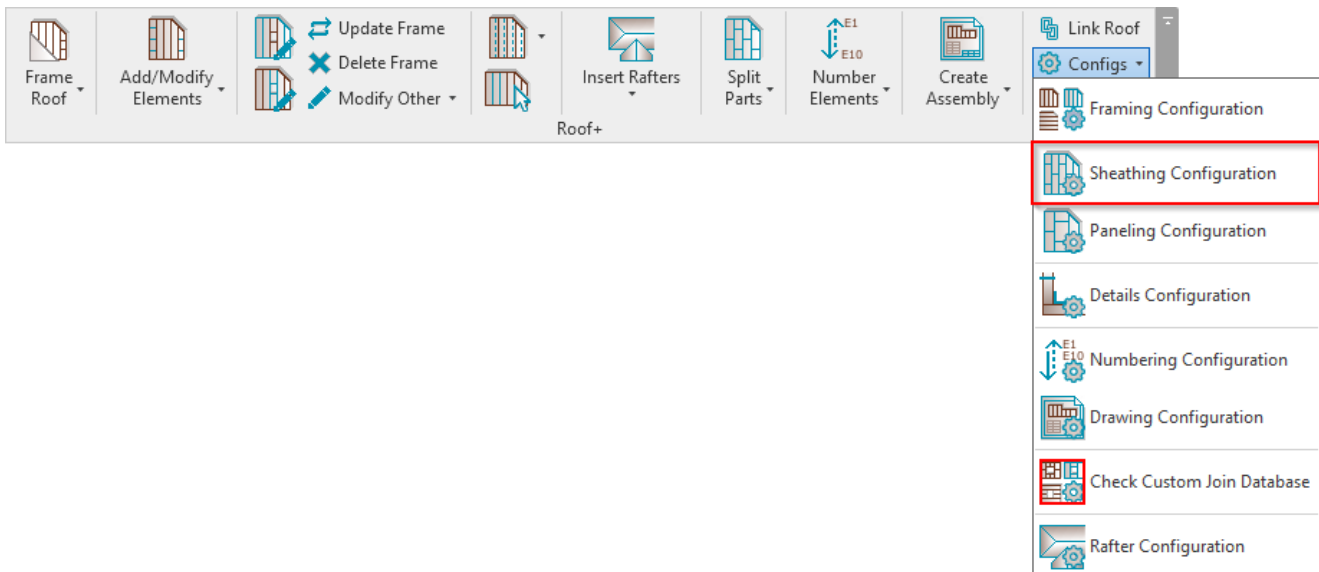 Frame
Roof
Add/Modify
Elements
Update Frame
Delete Frame
Modify Other
Insert Rafters
Split
Parts
E1
E10
Number
Elements
Create
Assembly
Link Roof
Configs
Roof+
Framing Configuration
Sheathing Configuration
Paneling Configuration
Details Configuration
E1
E10
Numbering Configuration
Drawing Configuration
Check Custom Join Database
Rafter Configuration